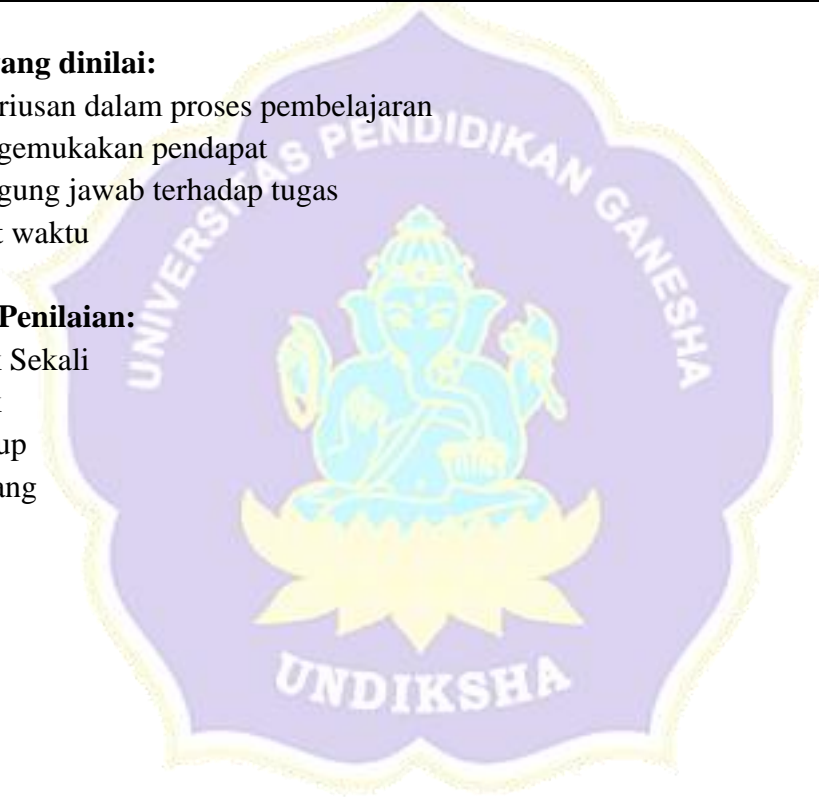 ang dinilai:
riusan dalam proses pembelajaran
gemukakan pendapat
gung jawab terhadap tugas
t waktu
Penilaian:
Sekali
up
ang
UNIVERSITAS PENDIDIKAN GANESHA
UNDIKSHA